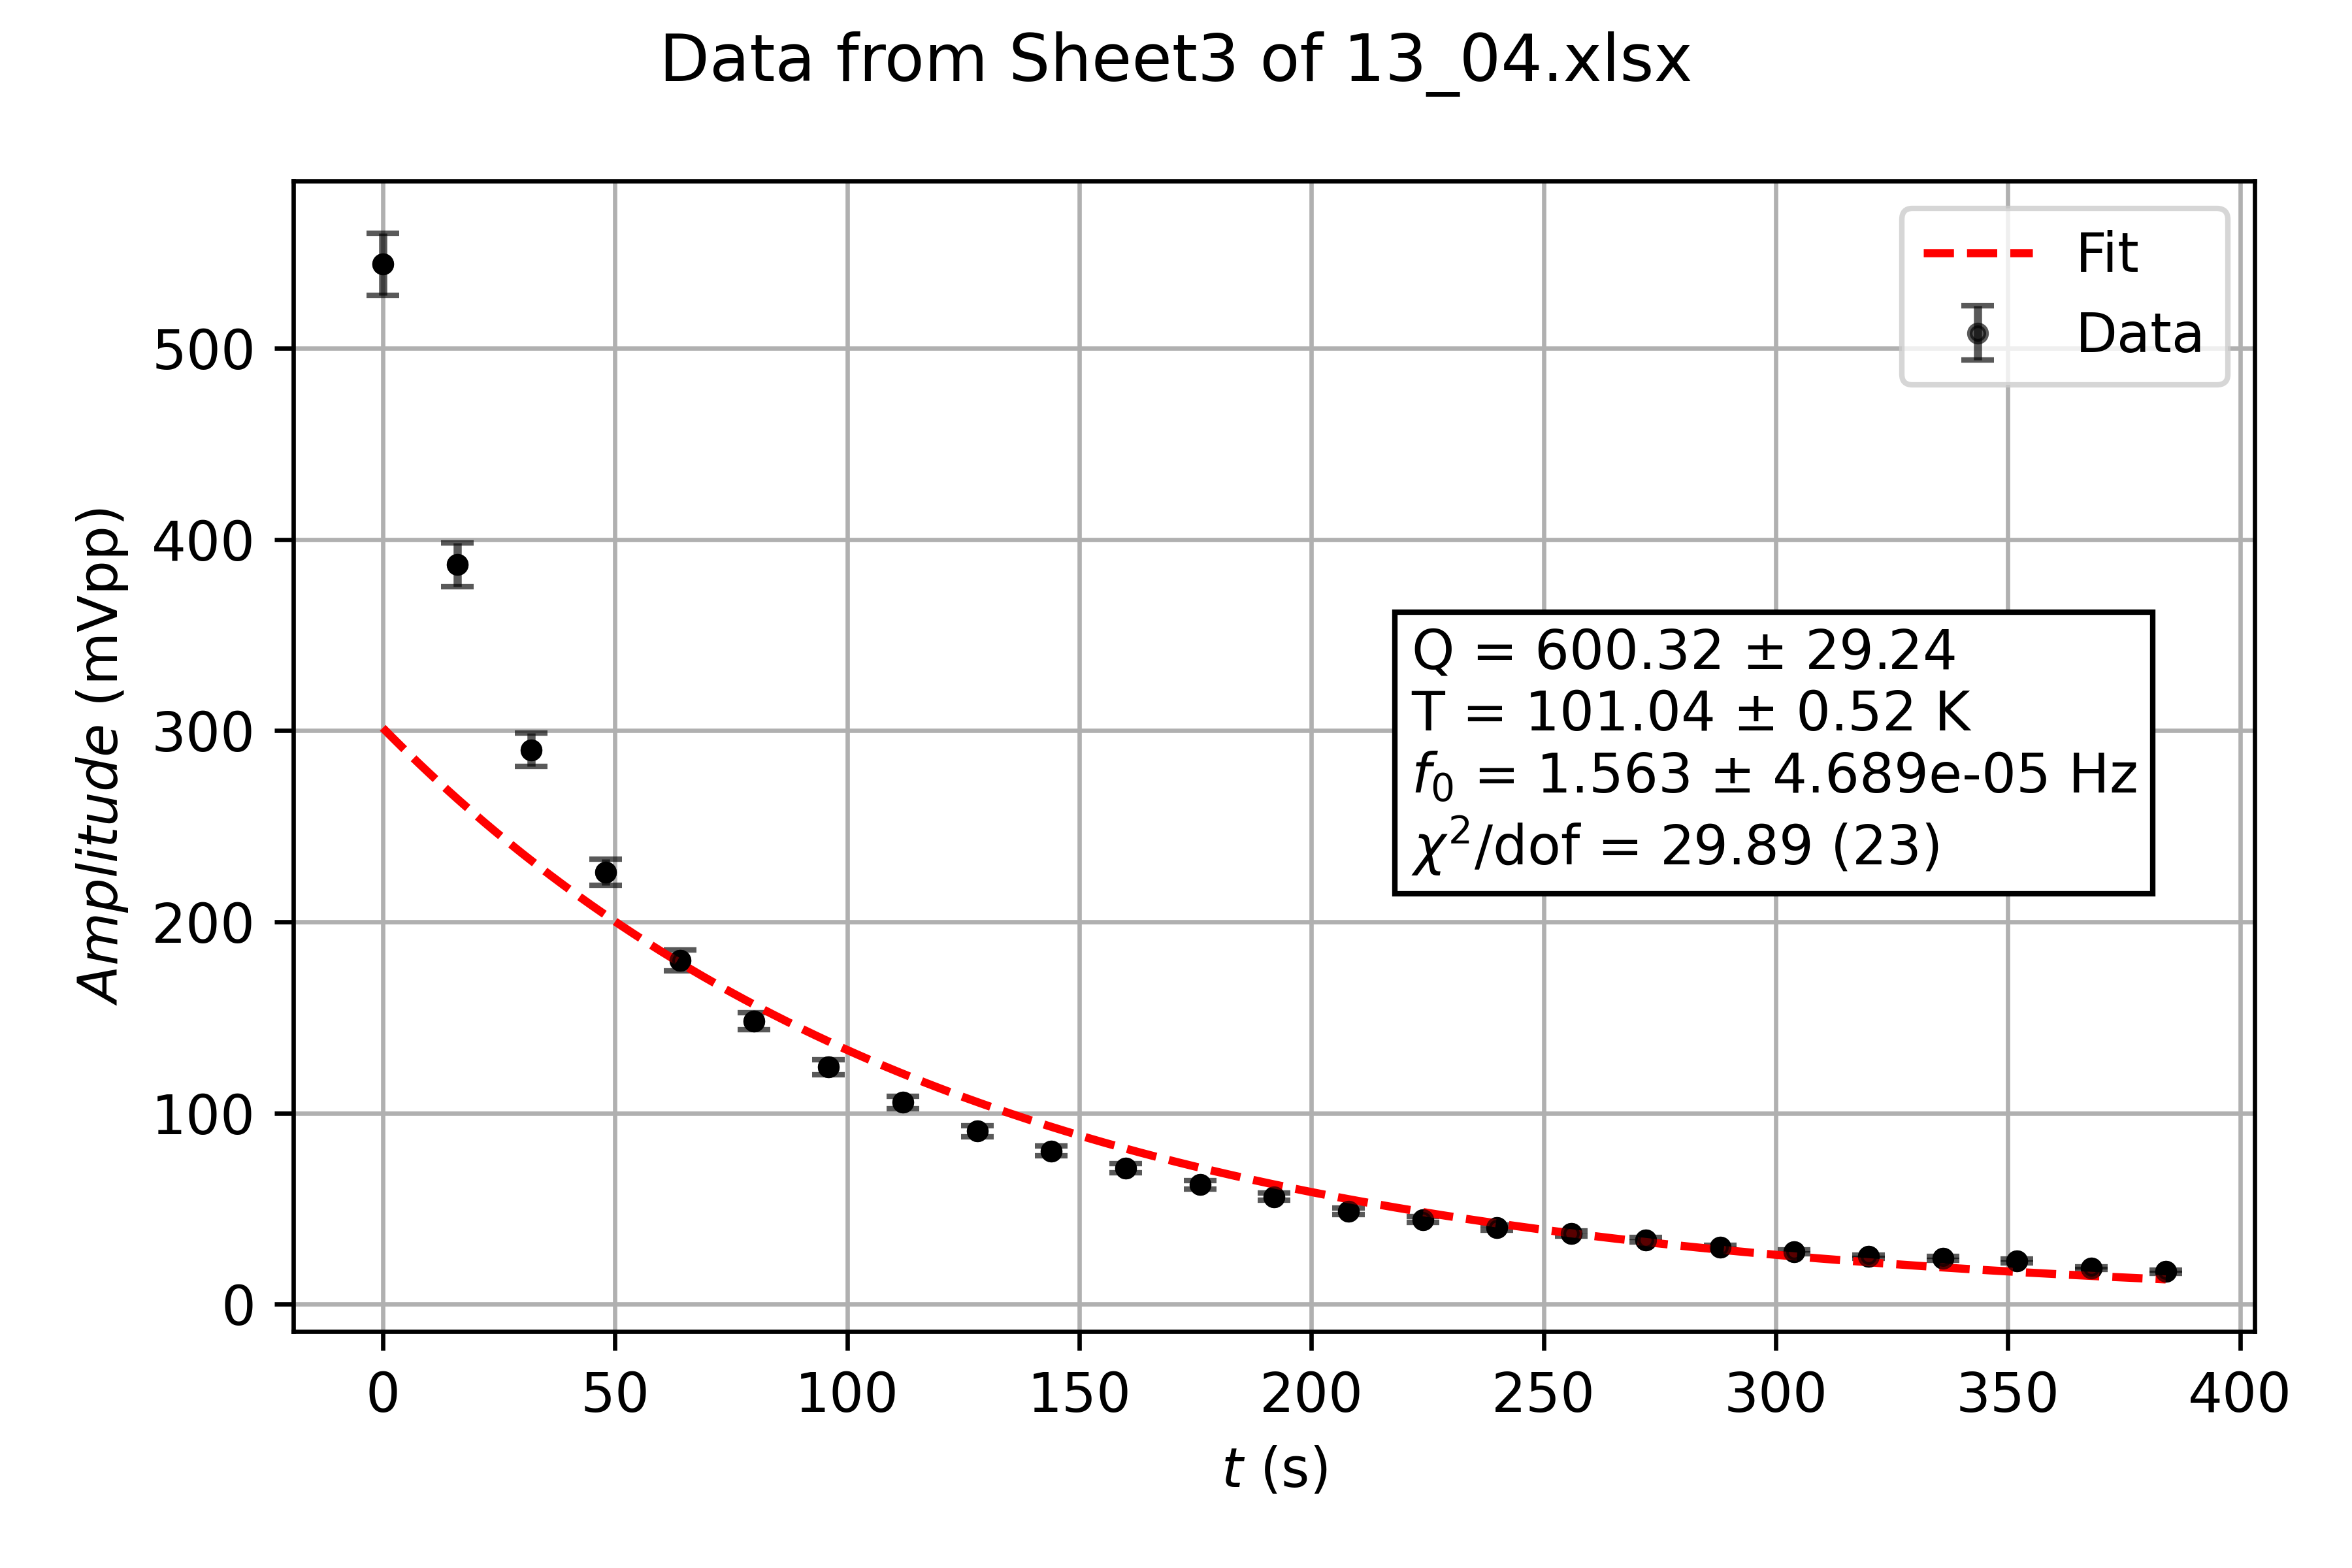 Data from Sheet3 of 13_04.xlsx
500
400
300
200
100
0
Amplitude (mVpp)
Fit
Data
Q = 600.32 ± 29.24
T = 101.04 ± 0.52 K
f₀ = 1.563 ± 4.689e-05 Hz
χ²/dof = 29.89 (23)
0 50 100 150 200 250 300 350 400
t (s)